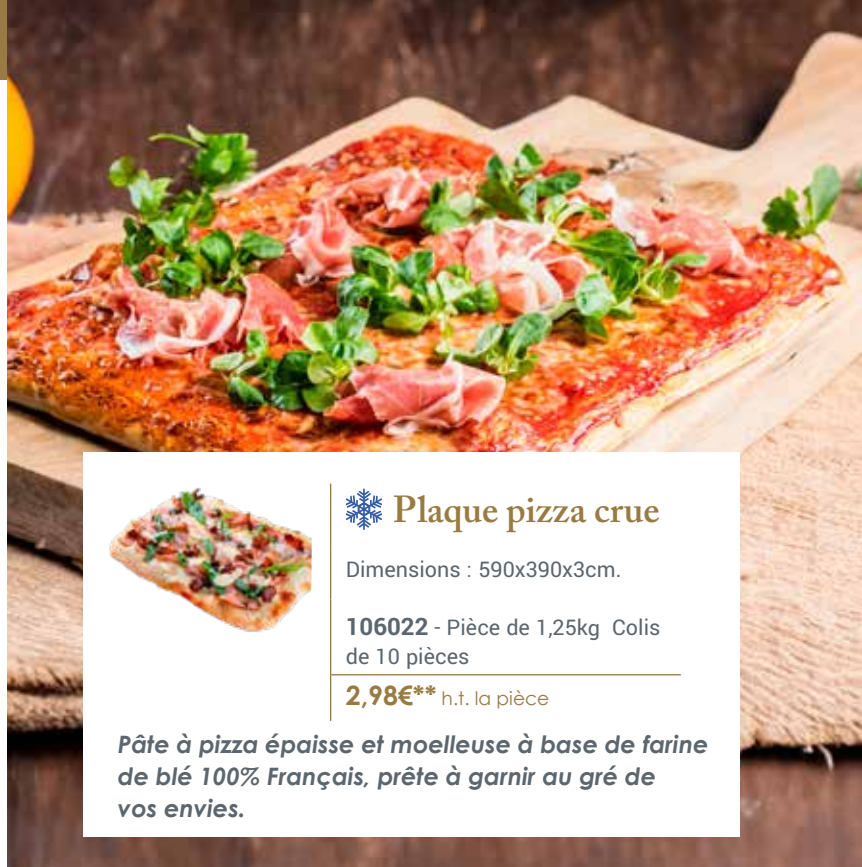 Plaque pizza crue
Dimensions : 590x390x3cm.
106022 - Pièce de 1,25kg Colis
de 10 pièces
2,98€** h.t. la pièce
Pâte à pizza épaisse et moelleuse à base de farine
de blé 100% Français, prête à garnir au gré de
vos envies.